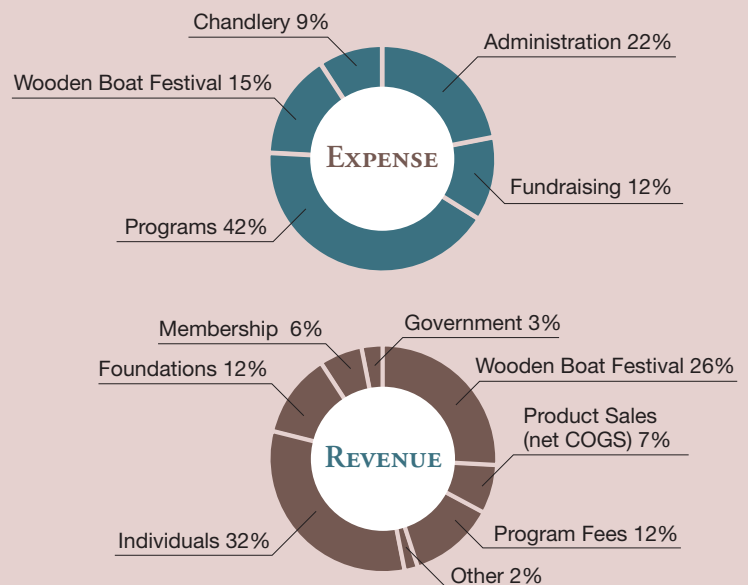 Chandlery 9%
Administration 22%
Wooden Boat Festival 15%
EXPENSE
Fundraising 12%
Programs 42%
Government 3%
Membership 6%
Wooden Boat Festival 26%
Foundations 12%
Product Sales
(net COGS) 7%
REVENUE
Individuals 32%
Program Fees 12%
Other 2%